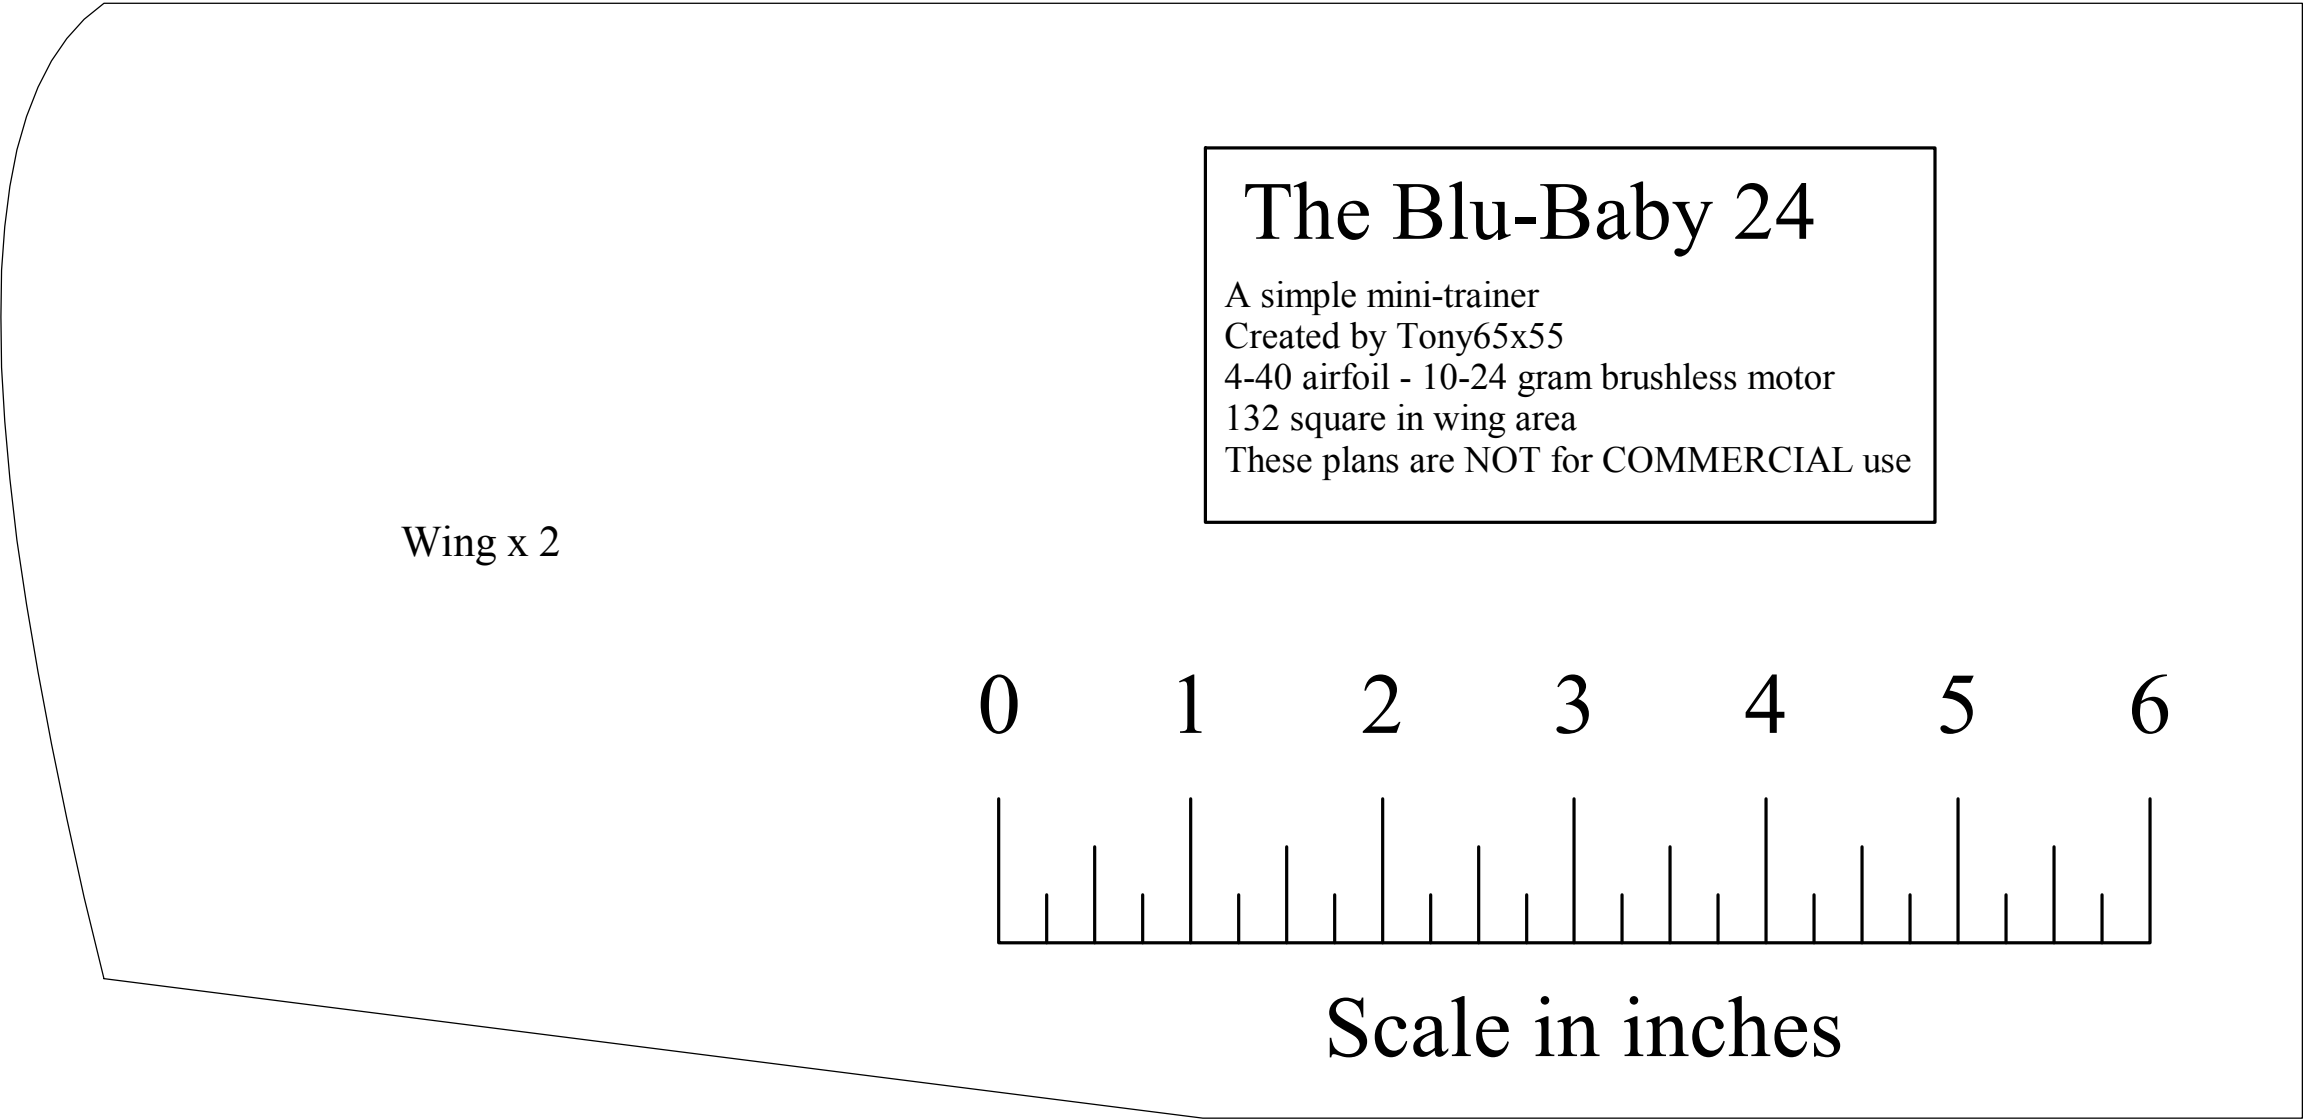 The Blu-Baby 24
A simple mini-trainer
Created by Tony65x55
4-40 airfoil - 10-24 gram brushless motor
132 square in wing area
These plans are NOT for COMMERCIAL use
Wing x 2
0 1 2 3 4 5 6
Scale in inches